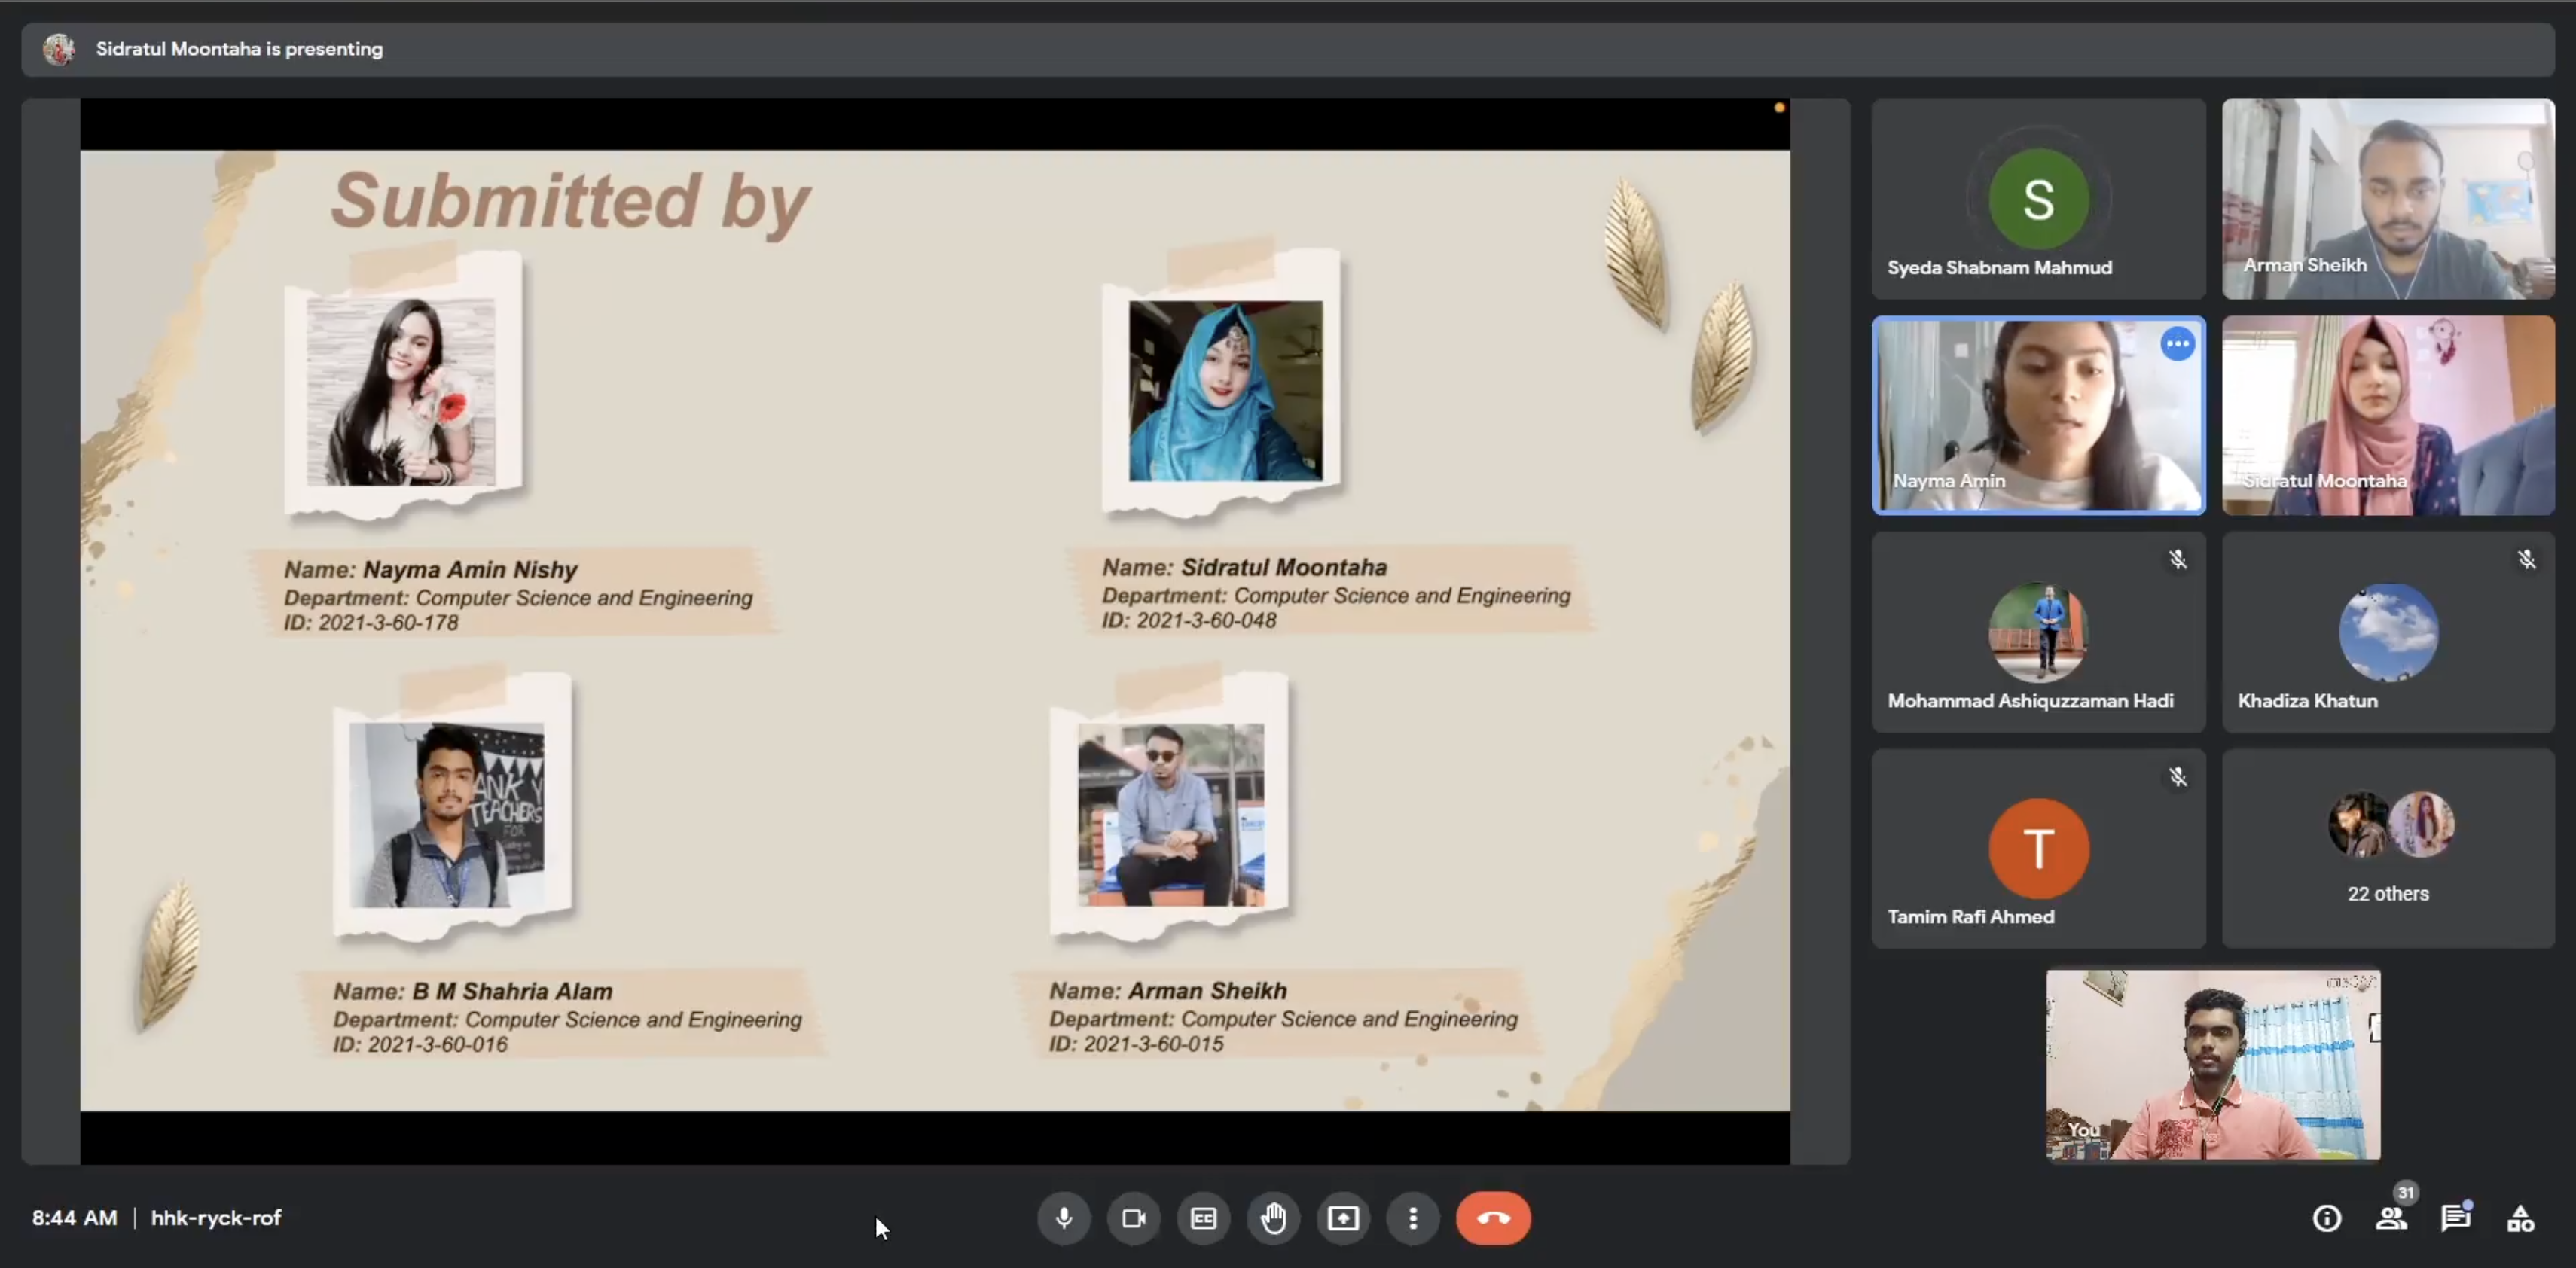 Sidratul Moontaha is presenting
Submitted by
Name: Nayma Amin Nishy
Department: Computer Science and Engineering
ID: 2021-3-60-178
Name: Sidratul Moontaha
Department: Computer Science and Engineering
ID: 2021-3-60-048
ANK Y
TEACHERS
FOR
Name: B M Shahria Alam
Department: Computer Science and Engineering
ID: 2021-3-60-016
Name: Arman Sheikh
Department: Computer Science and Engineering
ID: 2021-3-60-015
S
Syeda Shabnam Mahmud
Arman Sheikh
Nayma Amin
Sidratul Moontaha
Mohammad Ashiquzzaman Hadi
Khadiza Khatun
T
Tamim Rafi Ahmed
22 others
You
8:44 AM | hhk-ryck-rof
CC
31